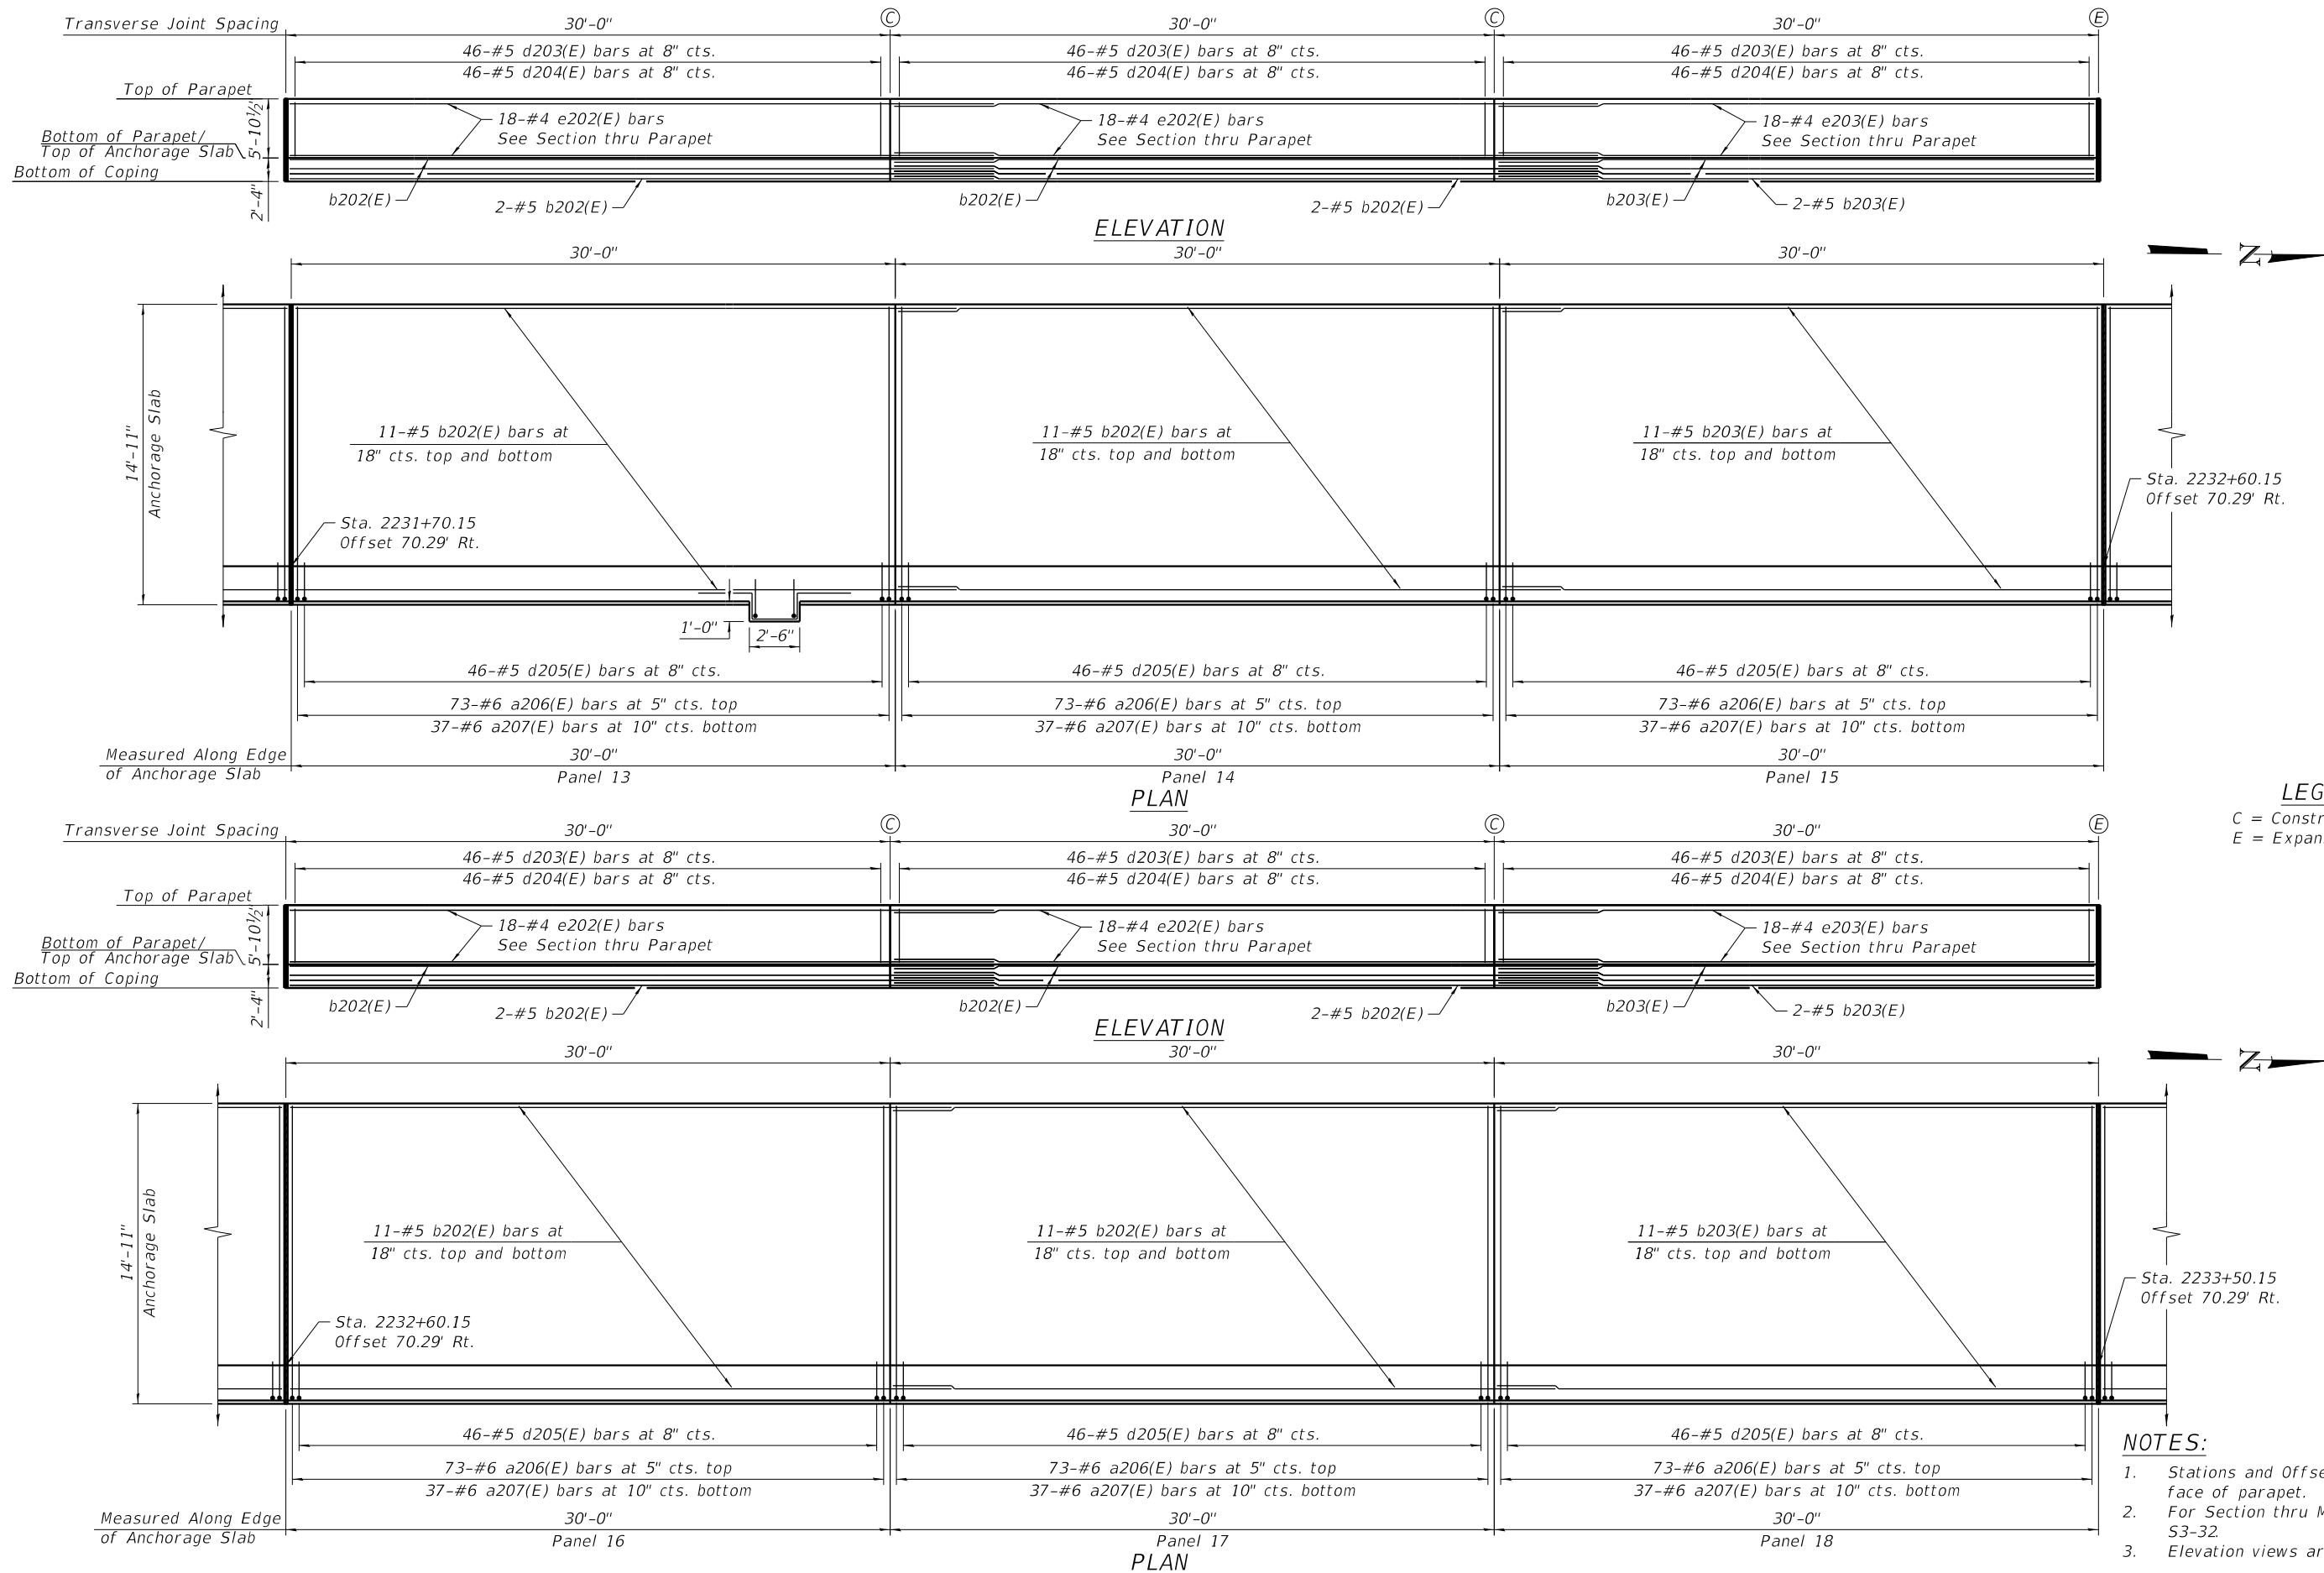 Transverse Joint Spacing 30'-0" C 30'-0" C 30'-0" E
46-#5 d203(E) bars at 8" cts. 46-#5 d203(E) bars at 8" cts. 46-#5 d203(E) bars at 8" cts.
46-#5 d204(E) bars at 8" cts. 46-#5 d204(E) bars at 8" cts. 46-#5 d204(E) bars at 8" cts.
Top of Parapet
5'-10½"
18-#4 e202(E) bars 18-#4 e202(E) bars 18-#4 e203(E) bars
See Section thru Parapet See Section thru Parapet See Section thru Parapet
Bottom of Parapet/
Top of Anchorage Slab
Bottom of Coping
2'-4"
b202(E) 2-#5 b202(E) b202(E) 2-#5 b202(E) b203(E) 2-#5 b203(E)
ELEVATION
30'-0" 30'-0" 30'-0"
N
14'-11"
Anchorage Slab
11-#5 b202(E) bars at 11-#5 b202(E) bars at 11-#5 b203(E) bars at
18" cts. top and bottom 18" cts. top and bottom 18" cts. top and bottom
Sta. 2232+60.15
Offset 70.29' Rt.
Sta. 2231+70.15
Offset 70.29' Rt.
1'-0" 2'-6"
46-#5 d205(E) bars at 8" cts. 46-#5 d205(E) bars at 8" cts. 46-#5 d205(E) bars at 8" cts.
73-#6 a206(E) bars at 5" cts. top 73-#6 a206(E) bars at 5" cts. top 73-#6 a206(E) bars at 5" cts. top
37-#6 a207(E) bars at 10" cts. bottom 37-#6 a207(E) bars at 10" cts. bottom 37-#6 a207(E) bars at 10" cts. bottom
Measured Along Edge 30'-0" 30'-0" 30'-0"
of Anchorage Slab Panel 13 Panel 14 Panel 15
PLAN
LEG
C = Constr
E = Expan
Transverse Joint Spacing 30'-0" C 30'-0" C 30'-0" E
46-#5 d203(E) bars at 8" cts. 46-#5 d203(E) bars at 8" cts. 46-#5 d203(E) bars at 8" cts.
46-#5 d204(E) bars at 8" cts. 46-#5 d204(E) bars at 8" cts. 46-#5 d204(E) bars at 8" cts.
Top of Parapet
5'-10½"
18-#4 e202(E) bars 18-#4 e202(E) bars 18-#4 e203(E) bars
See Section thru Parapet See Section thru Parapet See Section thru Parapet
Bottom of Parapet/
Top of Anchorage Slab
Bottom of Coping
2'-4"
b202(E) 2-#5 b202(E) b202(E) 2-#5 b202(E) b203(E) 2-#5 b203(E)
ELEVATION
30'-0" 30'-0" 30'-0"
N
14'-11"
Anchorage Slab
11-#5 b202(E) bars at 11-#5 b202(E) bars at 11-#5 b203(E) bars at
18" cts. top and bottom 18" cts. top and bottom 18" cts. top and bottom
Sta. 2233+50.15
Offset 70.29' Rt.
Sta. 2232+60.15
Offset 70.29' Rt.
46-#5 d205(E) bars at 8" cts. 46-#5 d205(E) bars at 8" cts. 46-#5 d205(E) bars at 8" cts.
73-#6 a206(E) bars at 5" cts. top 73-#6 a206(E) bars at 5" cts. top 73-#6 a206(E) bars at 5" cts. top
37-#6 a207(E) bars at 10" cts. bottom 37-#6 a207(E) bars at 10" cts. bottom 37-#6 a207(E) bars at 10" cts. bottom
Measured Along Edge 30'-0" 30'-0" 30'-0"
of Anchorage Slab Panel 16 Panel 17 Panel 18
PLAN
NOTES:
1. Stations and Offse
face of parapet.
2. For Section thru M
S3-32.
3. Elevation views ar